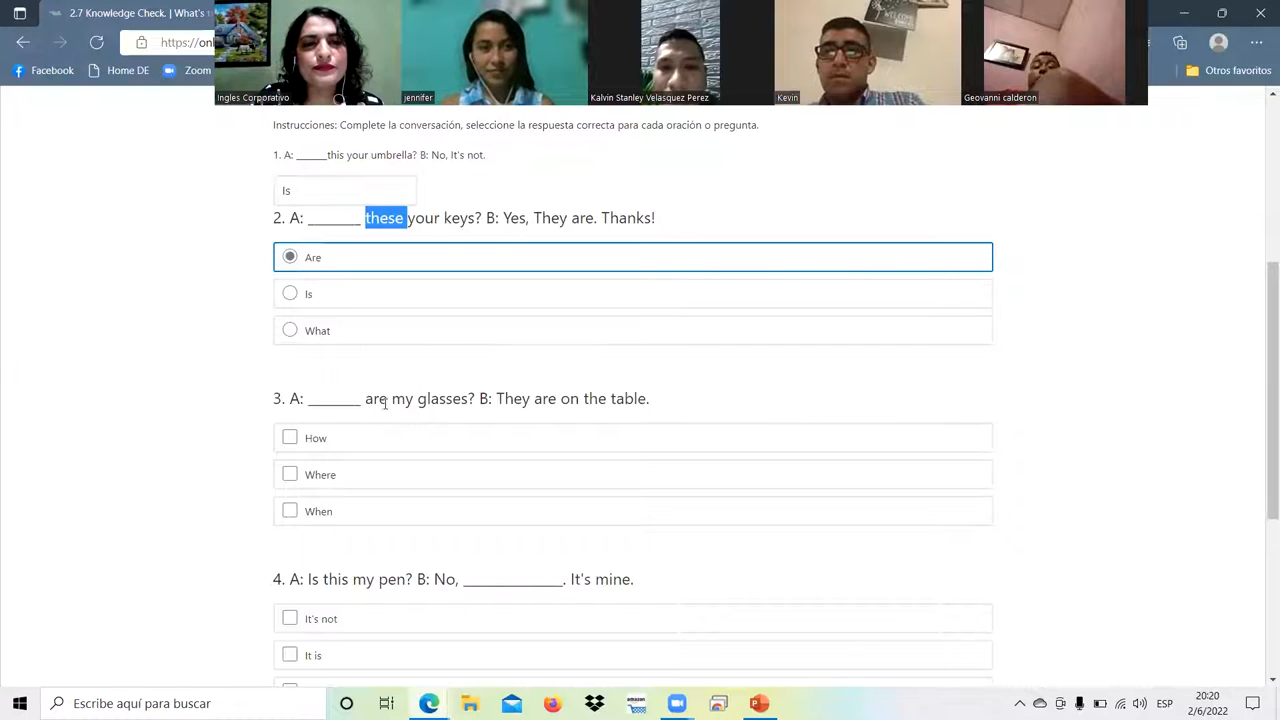 2.7 Knowledge Check. | What's
https://onl
Facebook
Home DE
Zoom
Otros favoritos
WELCOME
Ingles Corporativo
jennifer
Kalvin Stanley Velasquez Perez
Kevin
Geovanni calderon
Instrucciones: Complete la conversación, seleccione la respuesta correcta para cada oración o pregunta.
1. A: ______this your umbrella? B: No, It's not.
Is
2. A: _______ these your keys? B: Yes, They are. Thanks!
Are
Is
What
3. A: _______ are my glasses? B: They are on the table.
How
Where
When
4. A: Is this my pen? B: No, _____________. It's mine.
It's not
It is
Escribe aquí para buscar
amazon
ESP
20:20
2/6/2022